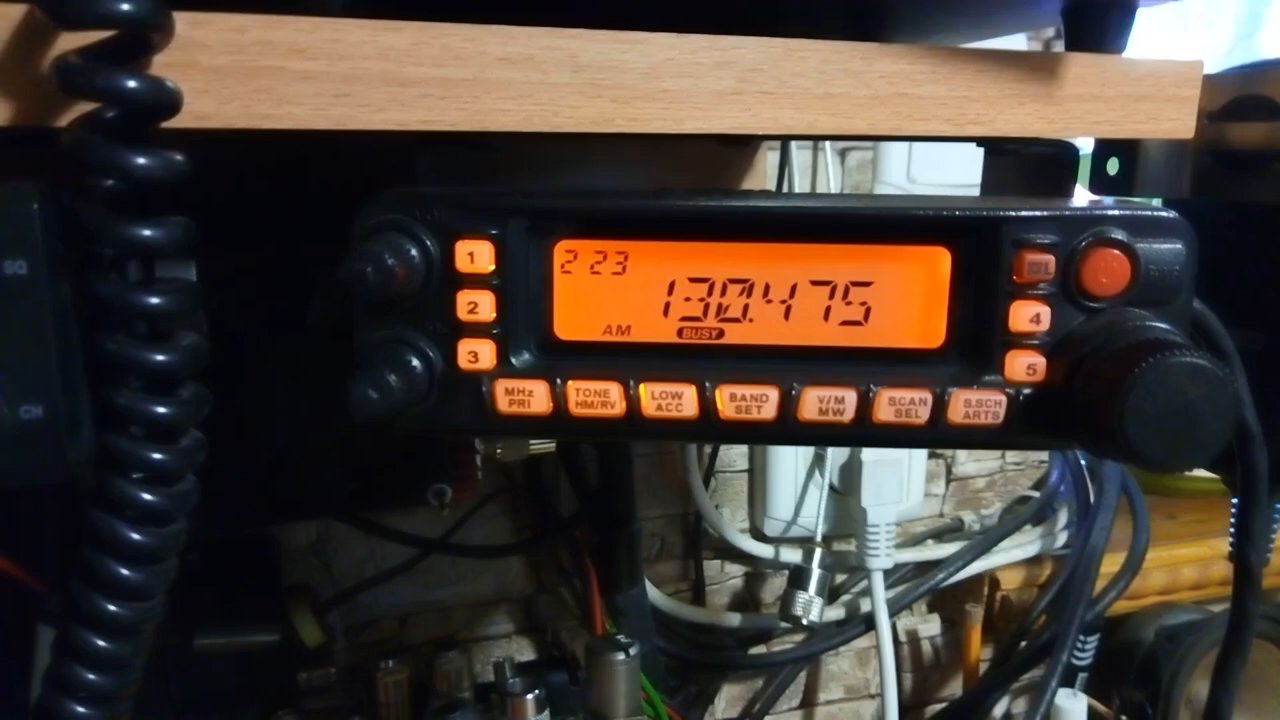 2 23
130.475
AM BUSY
1
2
3
4
5
MHz PRI
TONE HM/RV
LOW ACC
BAND SET
V/M MW
SCAN SEL
S.SCH ARTS
SQ
CH